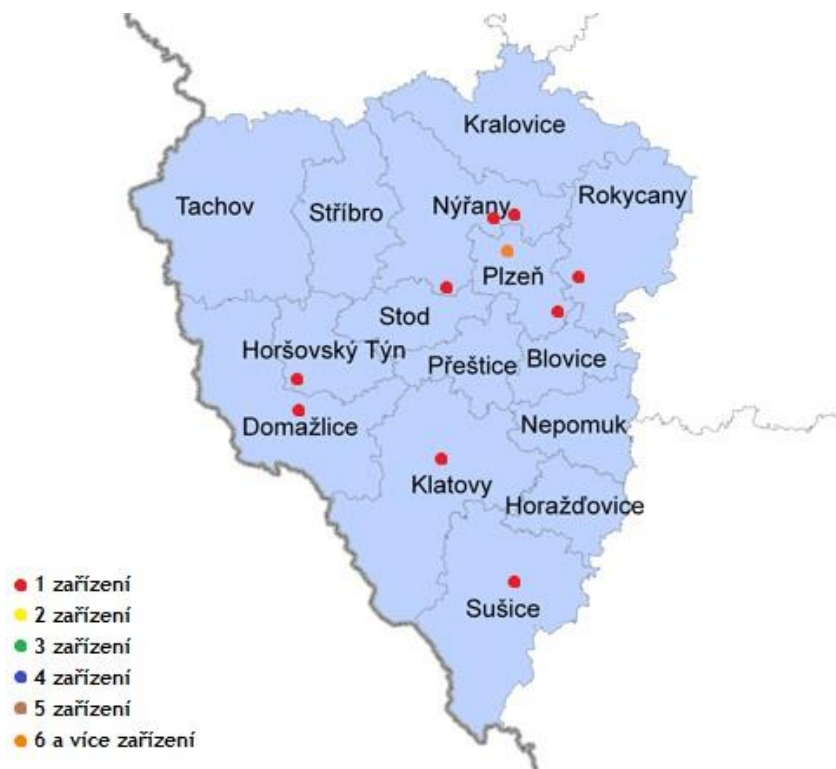 Kralovice
Rokycany
Tachov
Stříbro
Nýřany
Plzeň
Stod
Horšovský Týn
Přeštice
Blovice
Domažlice
Nepomuk
Klatovy
Horažďovice
Sušice
1 zařízení
2 zařízení
3 zařízení
4 zařízení
5 zařízení
6 a více zařízení